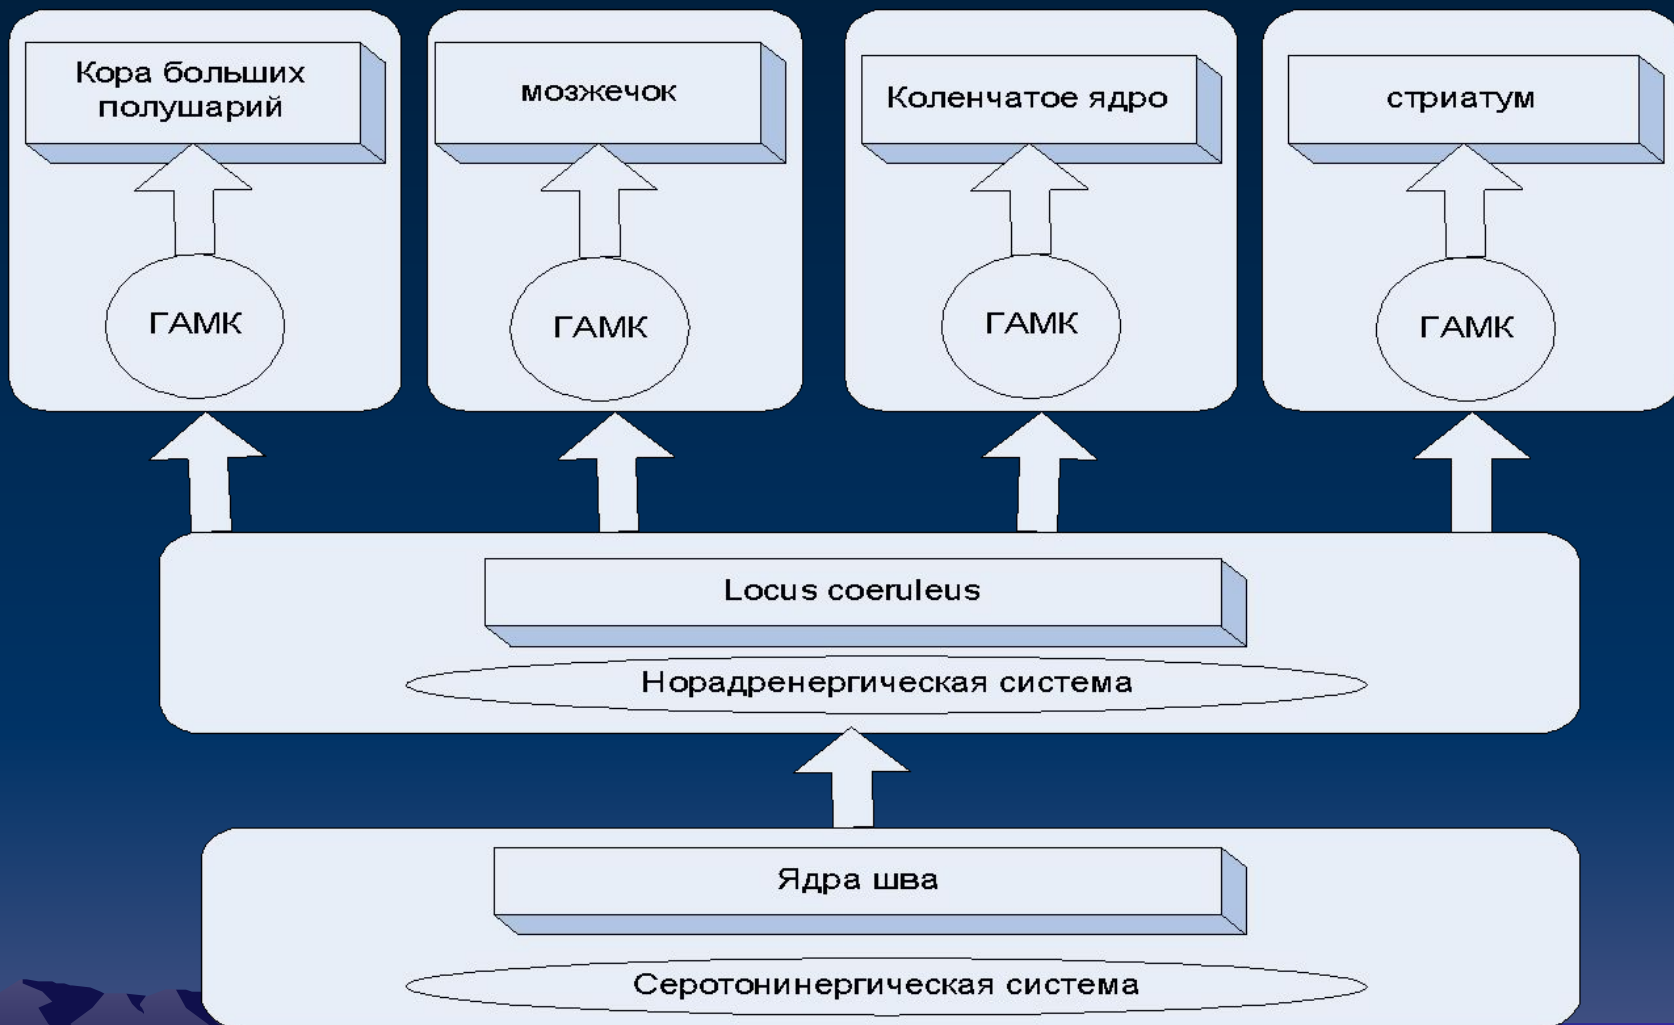 Кора больших
полушарий
мозжечок
Коленчатое ядро
стриатум
ГАМК
ГАМК
ГАМК
ГАМК
Locus coeruleus
Норадренергическая система
Ядра шва
Серотонинергическая система